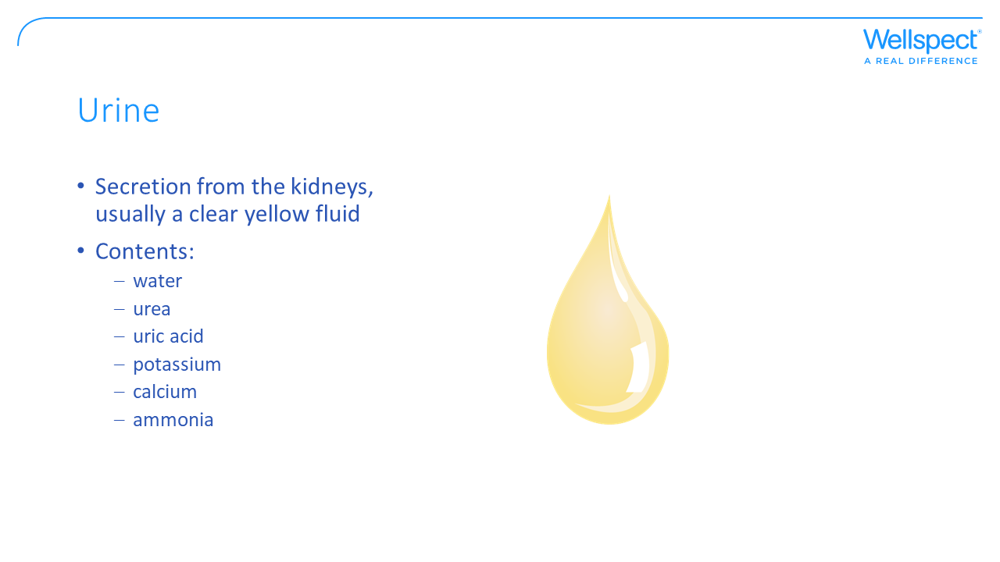 Wellspect®
A REAL DIFFERENCE
Urine
• Secretion from the kidneys,
usually a clear yellow fluid
• Contents:
– water
– urea
– uric acid
– potassium
– calcium
– ammonia